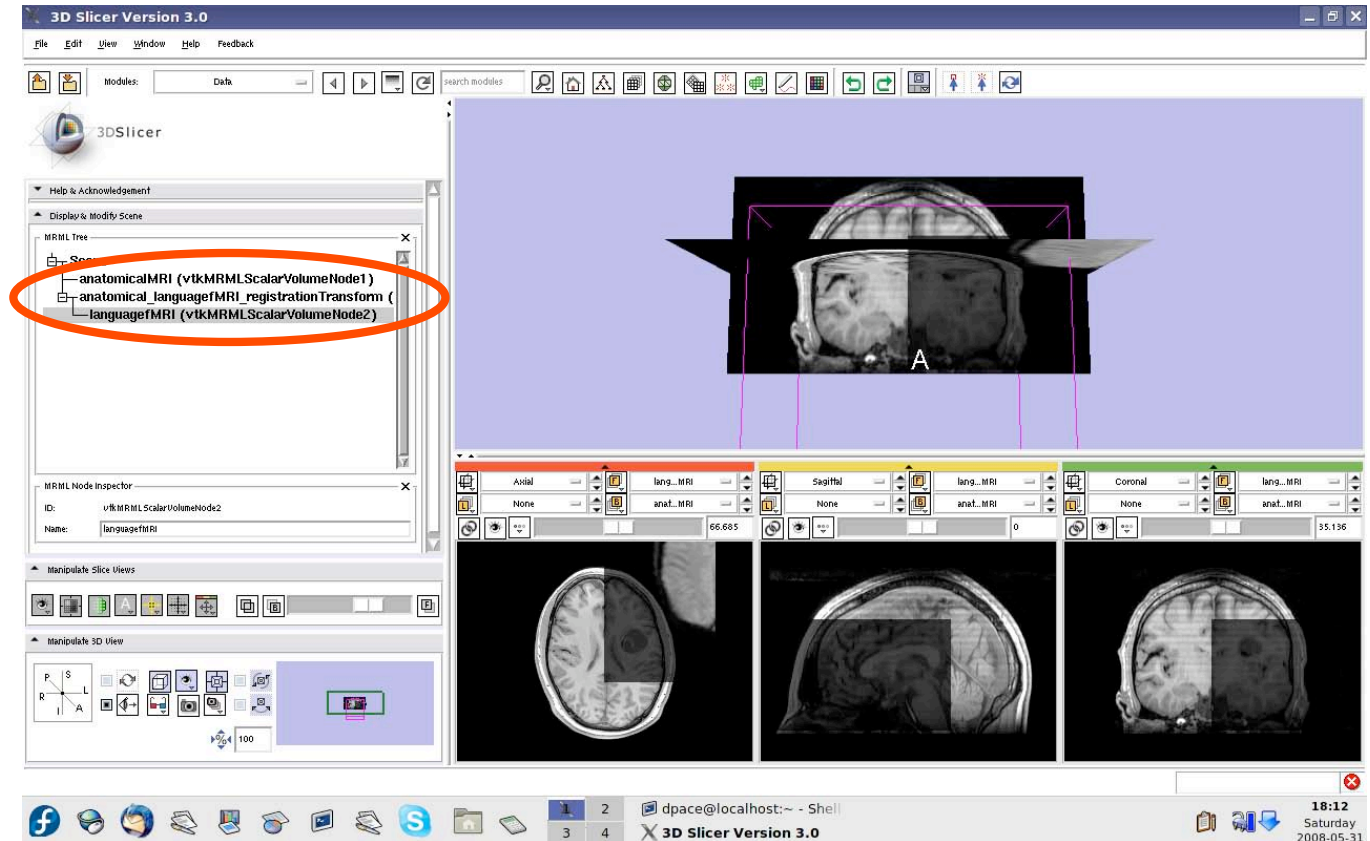 3D Slicer Version 3.0
File Edit View Window Help Feedback
Modules: Data search modules
3DSlicer
Help & Acknowledgement
Display & Modify Scene
MRML Tree
anatomicalMRI (vtkMRMLScalarVolumeNode1)
anatomical_languagefMRI_registrationTransform (
languagefMRI (vtkMRMLScalarVolumeNode2)
A
MRML Node Inspector
ID: vtkMRMLScalarVolumeNode2
Name: languagefMRI
Axial F lang...MRI Sagittal F lang...MRI Coronal F lang...MRI
L None B anat...MRI L None B anat...MRI L None B anat...MRI
66.685 0 35.136
Manipulate Slice Views
A B F
Manipulate 3D View
P S
R L
I A
% 100
1 2 dpace@localhost:~ - Shell
3 4 3D Slicer Version 3.0
18:12
Saturday
2008-05-31